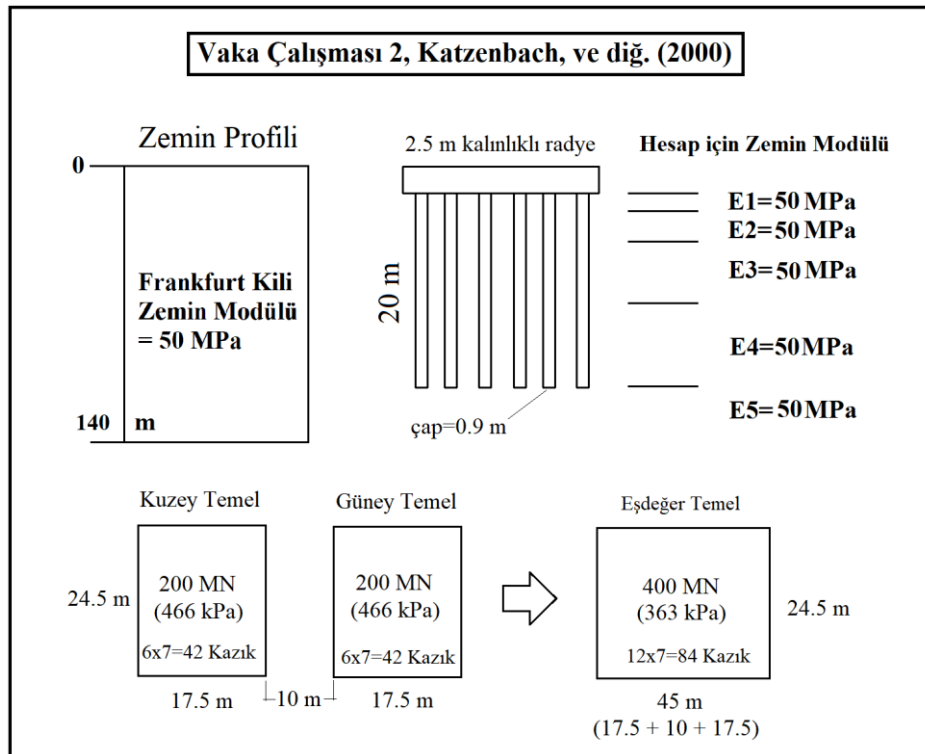 Vaka Çalışması 2, Katzenbach, ve diğ. (2000)
Zemin Profili
0
Frankfurt Kili
Zemin Modülü
= 50 MPa
140 m
2.5 m kalınlıklı radye
20 m
çap=0.9 m
Hesap için Zemin Modülü
E1=50 MPa
E2=50 MPa
E3=50 MPa
E4=50MPa
E5=50MPa
Kuzey Temel
24.5 m
200 MN
(466 kPa)
6x7=42 Kazık
17.5 m
10 m
Güney Temel
200 MN
(466 kPa)
6x7=42 Kazık
17.5 m
Eşdeğer Temel
400 MN
(363 kPa)
12x7=84 Kazık
24.5 m
45 m
(17.5 + 10 + 17.5)